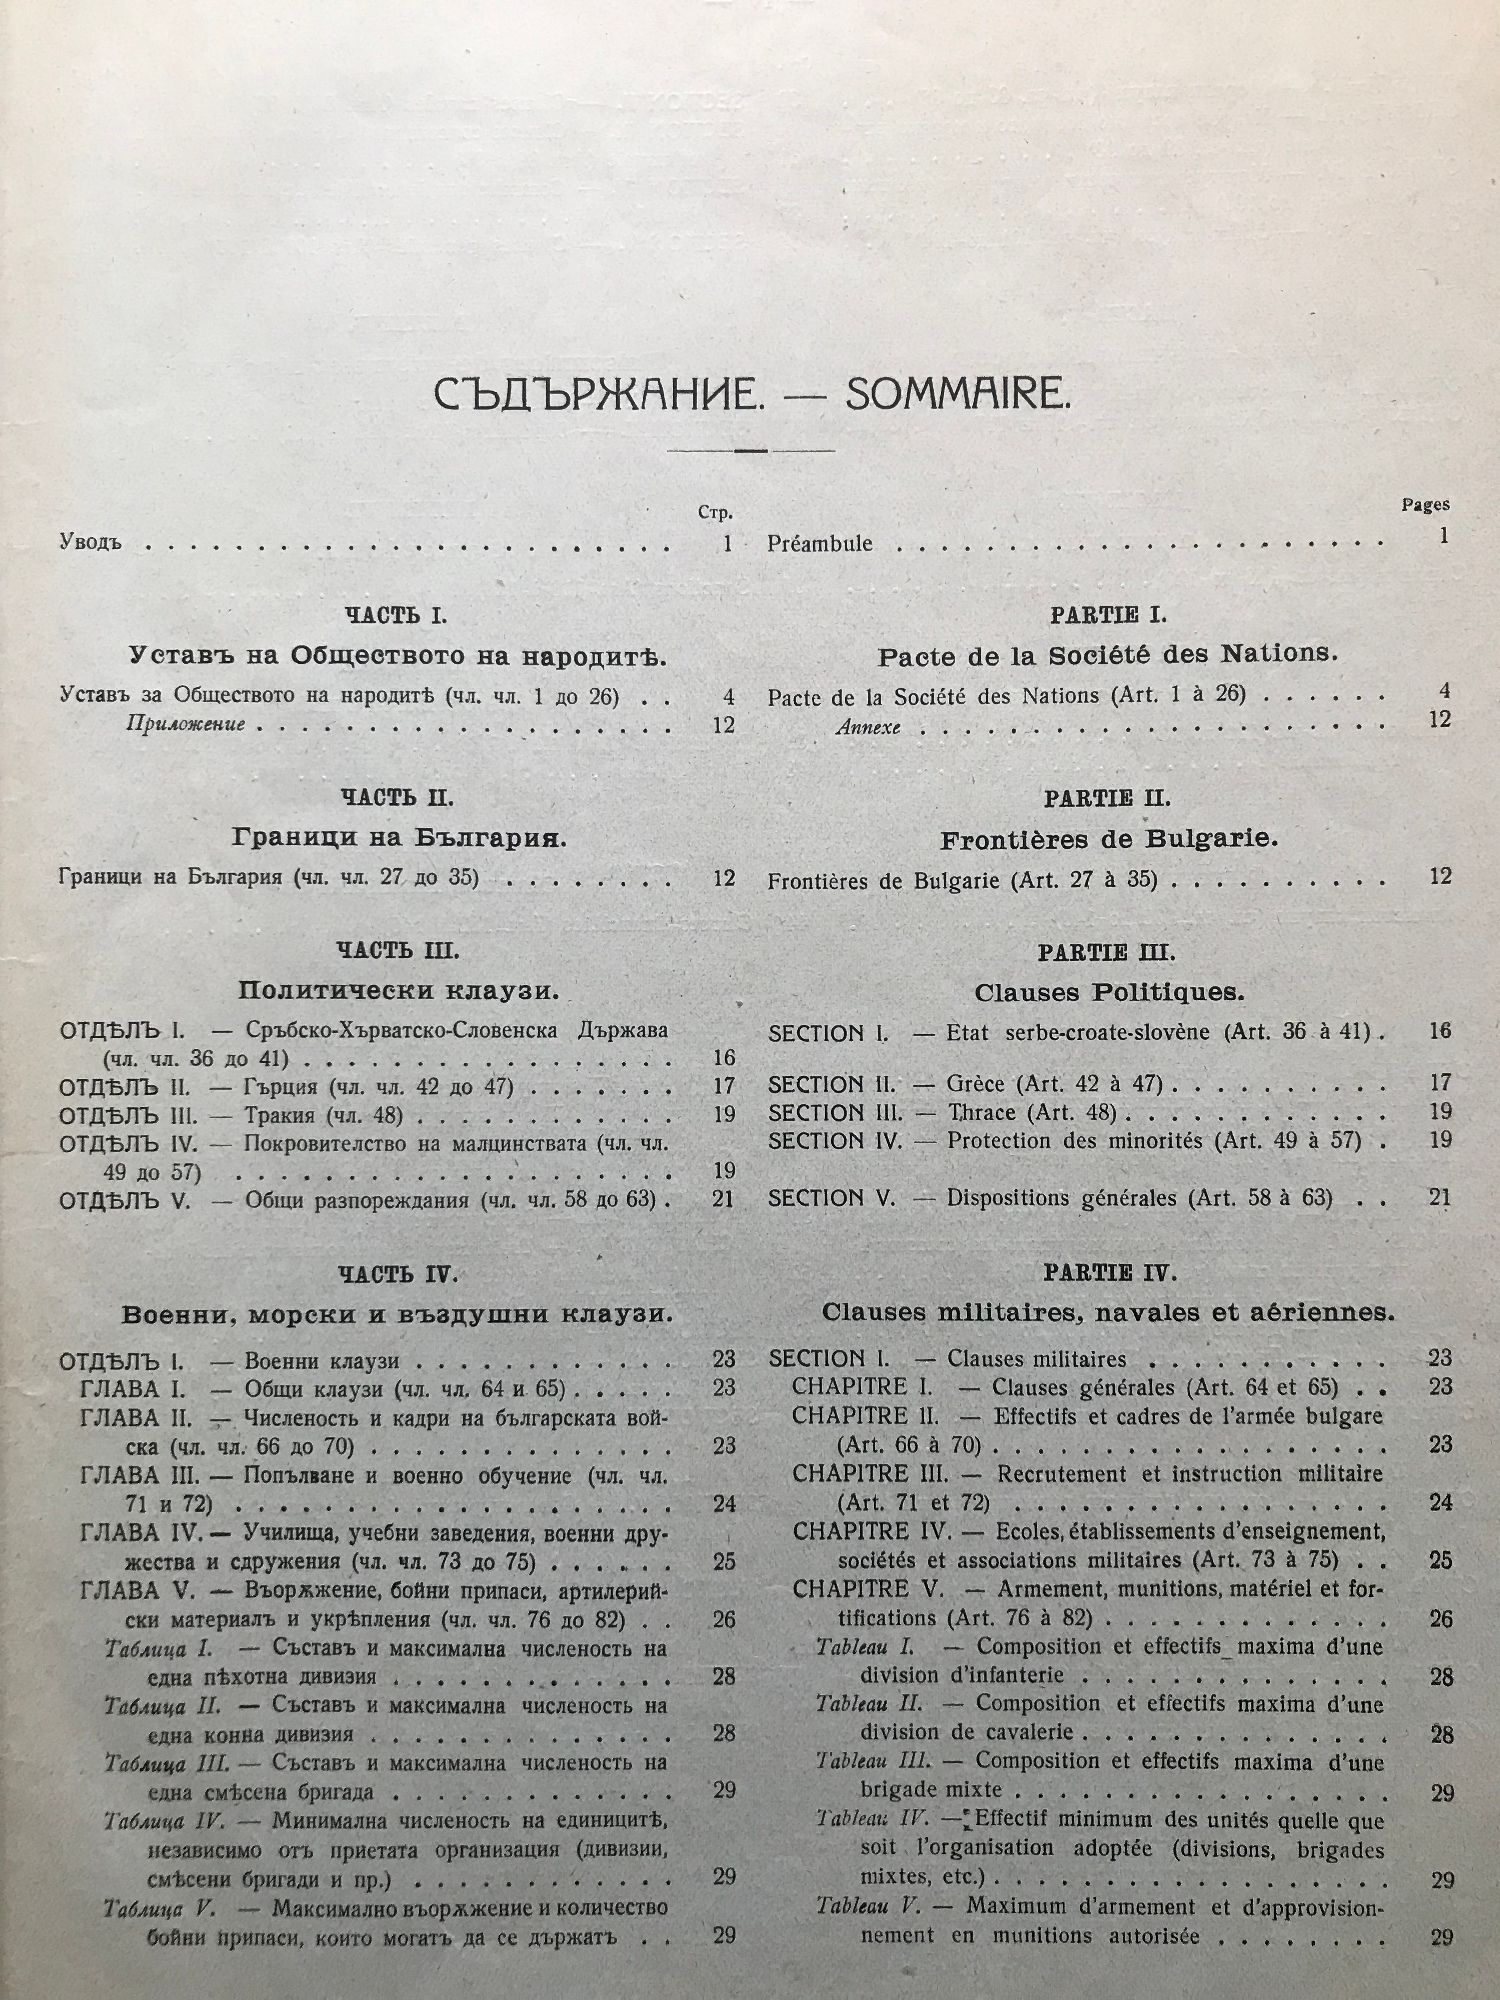 СЪДЪРЖАНИЕ. — SOMMAIRE.
Стр.
Уводъ . . . . . . . . . . . . . . . . . . . . . . . . 1
ЧАСТЬ I.
Уставъ на Обществото на народитѣ.
Уставъ за Обществото на народитѣ (чл. чл. 1 до 26) . . 4
Приложение . . . . . . . . . . . . . . . . . . . 12
ЧАСТЬ II.
Граници на България.
Граници на България (чл. чл. 27 до 35) . . . . . . . . 12
ЧАСТЬ III.
Политически клаузи.
ОТДѢЛЪ I. — Сръбско-Хърватско-Словенска Държава
(чл. чл. 36 до 41) . . . . . . . . . . . . . . . . . 16
ОТДѢЛЪ II. — Гърция (чл. чл. 42 до 47) . . . . . . . 17
ОТДѢЛЪ III. — Тракия (чл. 48) . . . . . . . . . . . . 19
ОТДѢЛЪ IV. — Покровителство на малцинствата (чл. чл.
49 до 57) . . . . . . . . . . . . . . . . . . . . 19
ОТДѢЛЪ V. — Общи разпореждания (чл. чл. 58 до 63) . 21
ЧАСТЬ IV.
Военни, морски и въздушни клаузи.
ОТДѢЛЪ I. — Военни клаузи . . . . . . . . . . . . 23
ГЛАВА I. — Общи клаузи (чл. чл. 64 и 65) . . . . . 23
ГЛАВА II. — Численость и кадри на българската вой-
ска (чл. чл. 66 до 70) . . . . . . . . . . . . . . 23
ГЛАВА III. — Попълване и военно обучение (чл. чл.
71 и 72) . . . . . . . . . . . . . . . . . . . . 24
ГЛАВА IV. — Училища, учебни заведения, военни дру-
жества и сдружения (чл. чл. 73 до 75) . . . . . . 25
ГЛАВА V. — Въорѫжение, бойни припаси, артилерий-
ски материалъ и укрѣпления (чл. чл. 76 до 82) . . 26
Таблица I. — Съставъ и максимална численость на
една пѣхотна дивизия . . . . . . . . . . . . . 28
Таблица II. — Съставъ и максимална численость на
една конна дивизия . . . . . . . . . . . . . . 28
Таблица III. — Съставъ и максимална численость на
една смѣсена бригада . . . . . . . . . . . . . 29
Таблица IV. — Минимална численость на единицитѣ,
независимо отъ приетата организация (дивизии,
смѣсени бригади и пр.) . . . . . . . . . . . . 29
Таблица V. — Максимално въорѫжение и количество
бойни припаси, които могатъ да се държатъ . . 29
Pages
Préambule . . . . . . . . . . . . . . . . . . . . . . 1
PARTIE I.
Pacte de la Société des Nations.
Pacte de la Société des Nations (Art. 1 à 26) . . . . . . 4
Annexe . . . . . . . . . . . . . . . . . . . . . 12
PARTIE II.
Frontières de Bulgarie.
Frontières de Bulgarie (Art. 27 à 35) . . . . . . . . . . 12
PARTIE III.
Clauses Politiques.
SECTION I. — Etat serbe-croate-slovène (Art. 36 à 41) . 16
SECTION II. — Grèce (Art. 42 à 47) . . . . . . . . . . 17
SECTION III. — Thrace (Art. 48) . . . . . . . . . . . . 19
SECTION IV. — Protection des minorités (Art. 49 à 57) . 19
SECTION V. — Dispositions générales (Art. 58 à 63) . . 21
PARTIE IV.
Clauses militaires, navales et aériennes.
SECTION I. — Clauses militaires . . . . . . . . . . . 23
CHAPITRE I. — Clauses générales (Art. 64 et 65) . . 23
CHAPITRE II. — Effectifs et cadres de l'armée bulgare
(Art. 66 à 70) . . . . . . . . . . . . . . . . . . 23
CHAPITRE III. — Recrutement et instruction militaire
(Art. 71 et 72) . . . . . . . . . . . . . . . . . 24
CHAPITRE IV. — Ecoles, établissements d'enseignement,
sociétés et associations militaires (Art. 73 à 75) . . 25
CHAPITRE V. — Armement, munitions, matériel et for-
tifications (Art. 76 à 82) . . . . . . . . . . . . . 26
Tableau I. — Composition et effectifs maxima d'une
division d'infanterie . . . . . . . . . . . . . . 28
Tableau II. — Composition et effectifs maxima d'une
division de cavalerie . . . . . . . . . . . . . . 28
Tableau III. — Composition et effectifs maxima d'une
brigade mixte . . . . . . . . . . . . . . . . . 29
Tableau IV. — Effectif minimum des unités quelle que
soit l'organisation adoptée (divisions, brigades
mixtes, etc.) . . . . . . . . . . . . . . . . . . 29
Tableau V. — Maximum d'armement et d'approvision-
nement en munitions autorisée . . . . . . . . 29